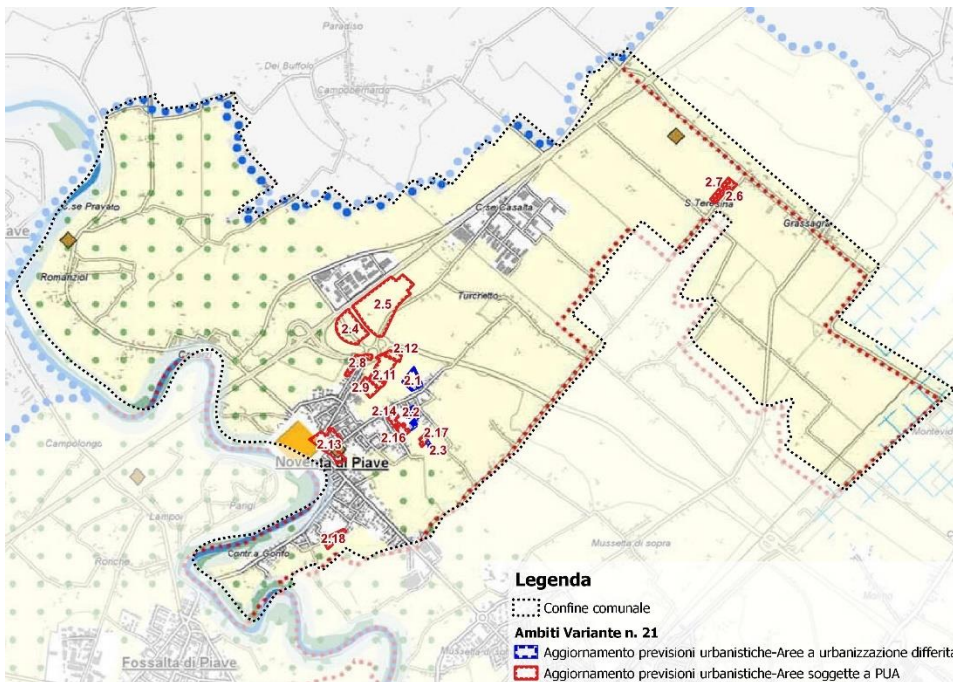 Paradiso
Dei Buffolo
Campobernardo
C.se Pravato
Piave
Romanziol
C.se Casalta
2.7
2.6
S. Teresina
Grassaga
Turchetto
2.5
2.4
2.12
2.8
2.11
2.9
2.1
2.14
2.2
2.16
2.17
2.3
2.13
Noventa di Piave
Campolongo
Lampol
Parigi
Ronche
2.18
Contr.a Gonfo
Mussetta di sopra
Fossalta di Piave
Legenda
Confine comunale
Ambiti Variante n. 21
Aggiornamento previsioni urbanistiche-Aree a urbanizzazione differita
Aggiornamento previsioni urbanistiche-Aree soggette a PUA